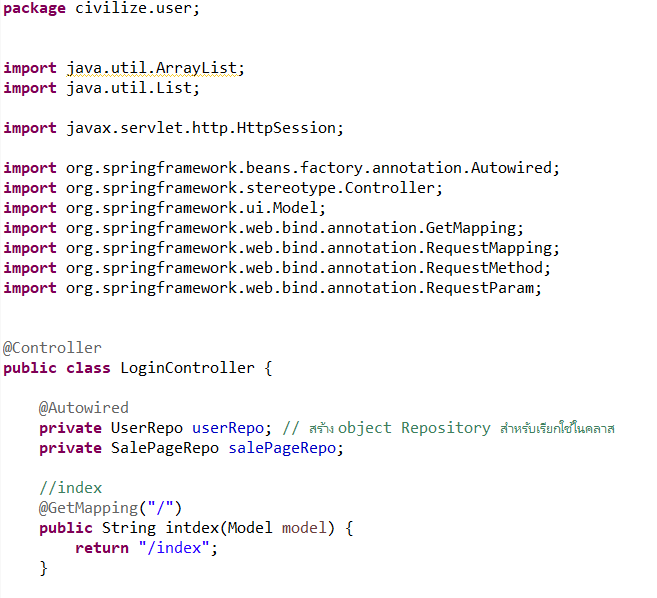 package civilize.user;
import java.util.ArrayList;
import java.util.List;
import javax.servlet.http.HttpSession;
import org.springframework.beans.factory.annotation.Autowired;
import org.springframework.stereotype.Controller;
import org.springframework.ui.Model;
import org.springframework.web.bind.annotation.GetMapping;
import org.springframework.web.bind.annotation.RequestMapping;
import org.springframework.web.bind.annotation.RequestMethod;
import org.springframework.web.bind.annotation.RequestParam;
@Controller
public class LoginController {
@Autowired
private UserRepo userRepo; // สร้าง object Repository สำหรับเรียกใช้ในคลาส
private SalePageRepo salePageRepo;
//index
@GetMapping("/")
public String intdex(Model model) {
return "/index";
}